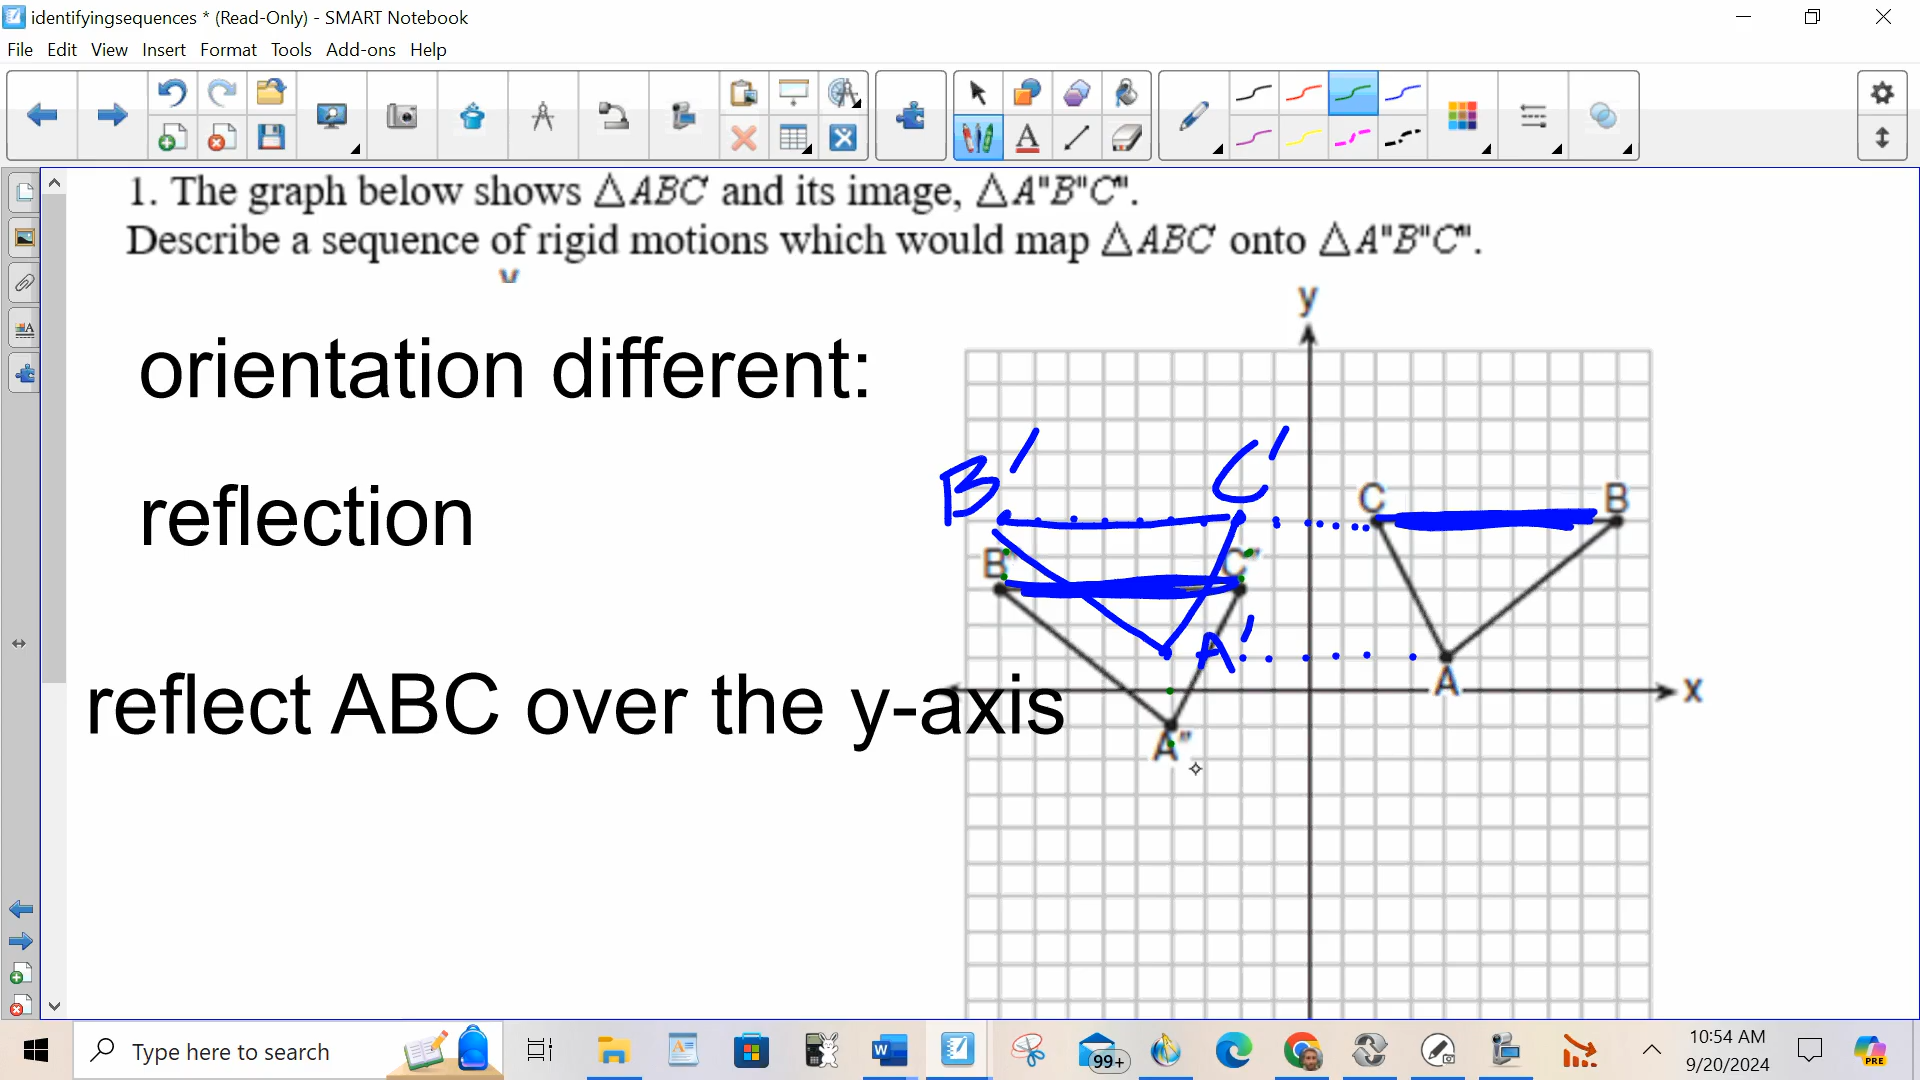 identifyingsequences * (Read-Only) - SMART Notebook
File Edit View Insert Format Tools Add-ons Help
1. The graph below shows △ABC and its image, △A"B"C".
Describe a sequence of rigid motions which would map △ABC onto △A"B"C".
y
orientation different:
B' C'
C B
reflection
B" C"
A'
A
x
reflect ABC over the y-axis
A"
Type here to search
99+
10:54 AM
9/20/2024
PRE